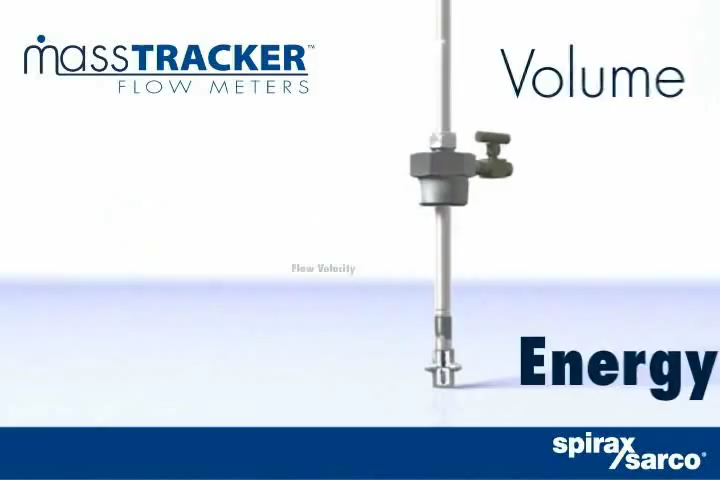 massTRACKER™
FLOW METERS
Volume
Flow Velocity
Energy
spirax
sarco®